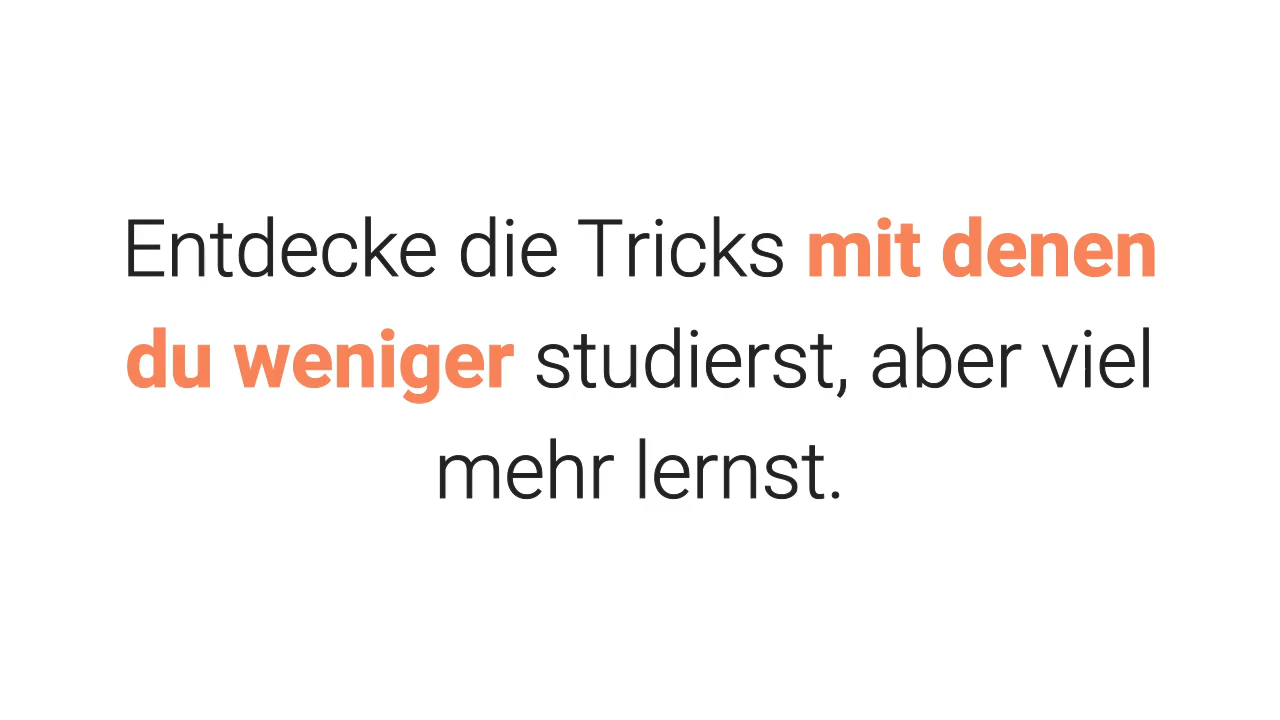 Entdecke die Tricks mit denen
du weniger studierst, aber viel
mehr lernst.